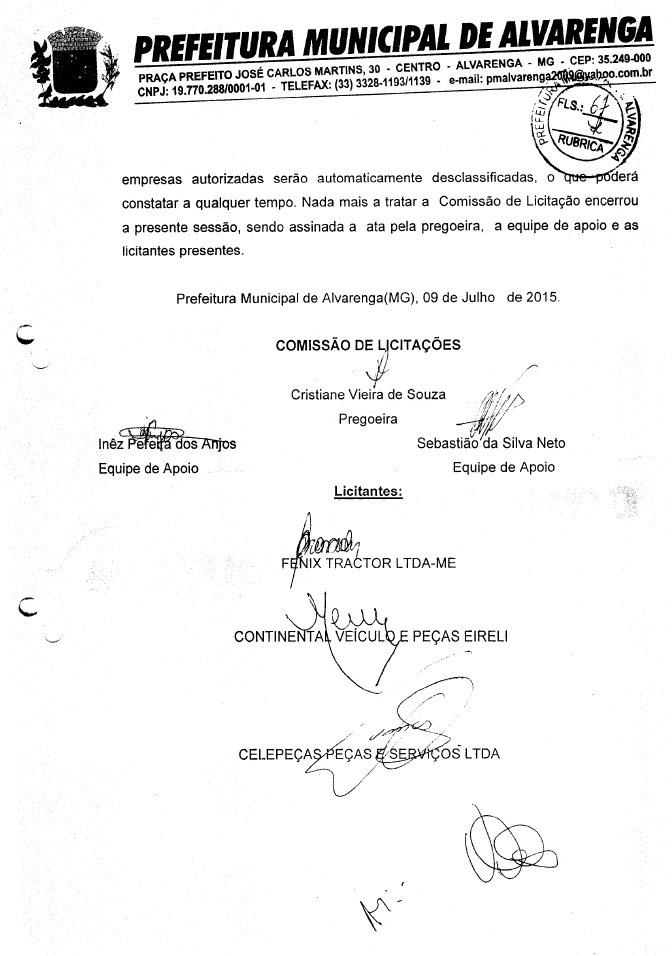 PREFEITURA MUNICIPAL DE ALVARENGA
PRAÇA PREFEITO JOSÉ CARLOS MARTINS, 30 - CENTRO - ALVARENGA - MG - CEP: 35.249-000
CNPJ: 19.770.288/0001-01 - TELEFAX: (33) 3328-1193/1139 - e-mail: pmalvarenga2009@yahoo.com.br
PREFEITURA ALVARENGA
FLS.: 67
RUBRICA
empresas autorizadas serão automaticamente desclassificadas, o que poderá
constatar a qualquer tempo. Nada mais a tratar a Comissão de Licitação encerrou
a presente sessão, sendo assinada a ata pela pregoeira, a equipe de apoio e as
licitantes presentes.
Prefeitura Municipal de Alvarenga(MG), 09 de Julho de 2015.
COMISSÃO DE LICITAÇÕES
Cristiane Vieira de Souza
Pregoeira
Inêz Pereira dos Anjos
Equipe de Apoio
Sebastião da Silva Neto
Equipe de Apoio
Licitantes:
FENIX TRACTOR LTDA-ME
CONTINENTAL VEÍCULO E PEÇAS EIRELI
CELEPEÇAS PEÇAS E SERVIÇOS LTDA